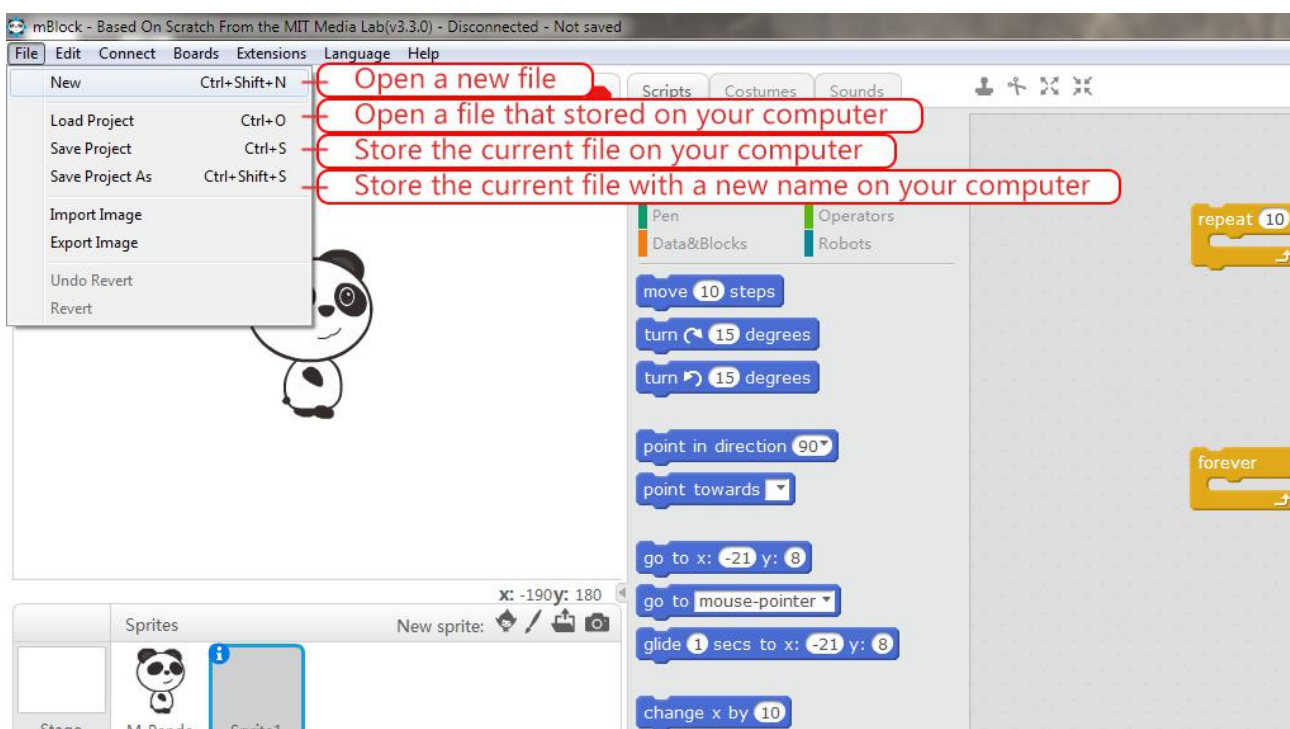 mBlock - Based On Scratch From the MIT Media Lab(v3.3.0) - Disconnected - Not saved
File Edit Connect Boards Extensions Language Help
New Ctrl+Shift+N Open a new file
Scripts Costumes Sounds
Load Project Ctrl+O Open a file that stored on your computer
Save Project Ctrl+S Store the current file on your computer
Save Project As Ctrl+Shift+S Store the current file with a new name on your computer
Import Image
Export Image
Undo Revert
Revert
Pen Operators
Data&Blocks Robots
move 10 steps
turn 15 degrees
turn 15 degrees
point in direction 90
point towards
go to x: -21 y: 8
go to mouse-pointer
glide 1 secs to x: -21 y: 8
change x by 10
repeat 10
forever
x: -190 y: 180
Sprites New sprite:
Stage M-Panda Sprite1